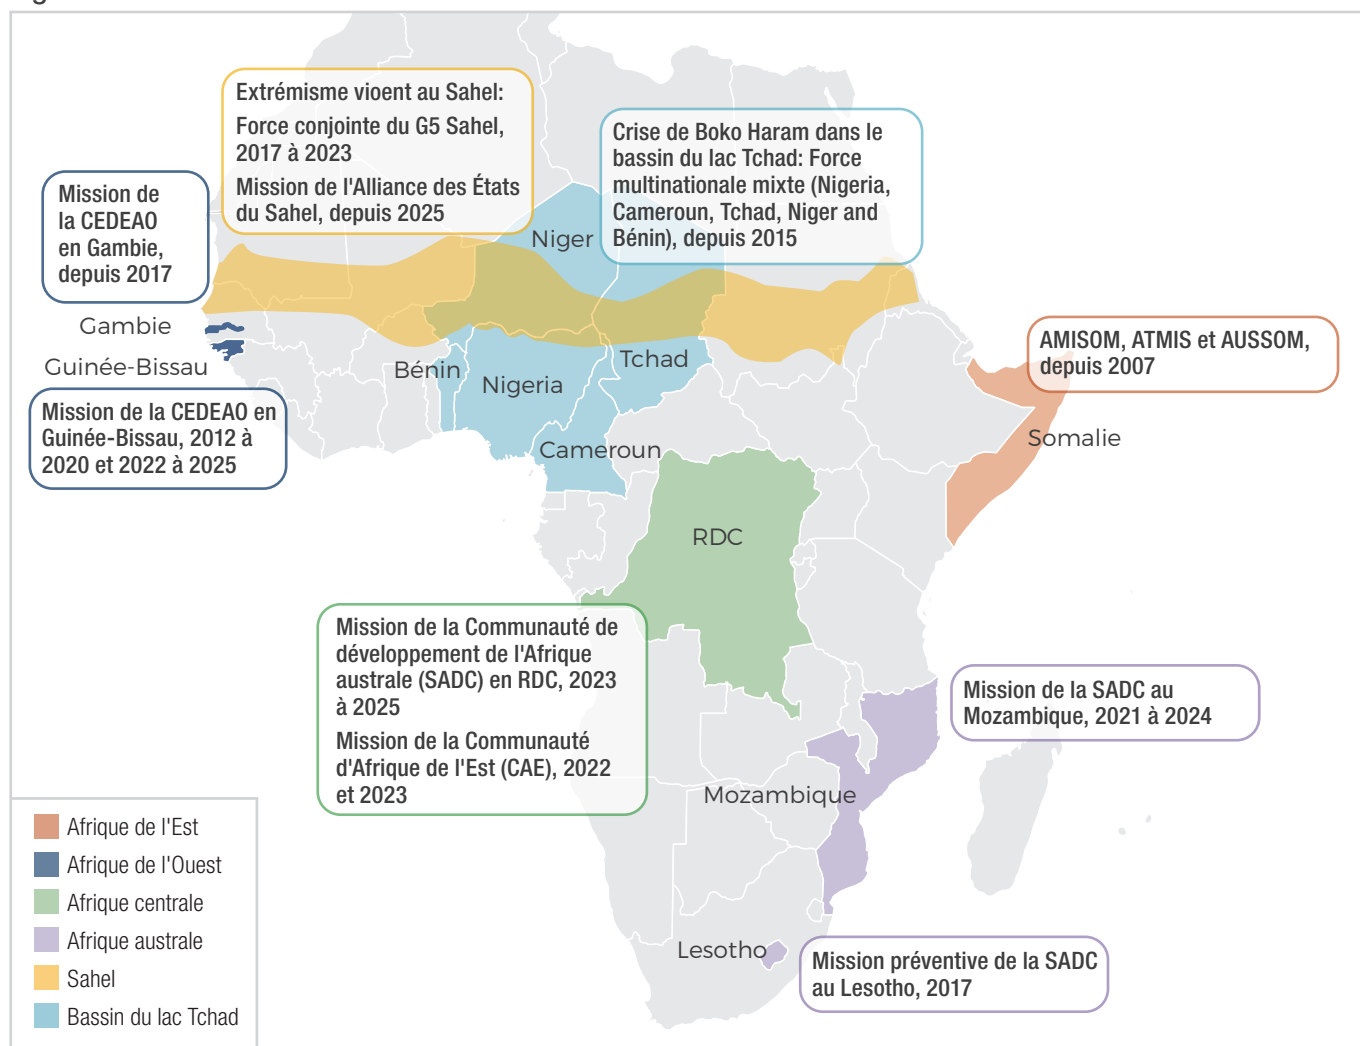 Extrémisme vioent au Sahel:
Force conjointe du G5 Sahel,
2017 à 2023
Mission de l'Alliance des États
du Sahel, depuis 2025
Crise de Boko Haram dans le
bassin du lac Tchad: Force
multinationale mixte (Nigeria,
Cameroun, Tchad, Niger and
Bénin), depuis 2015
Mission de
la CEDEAO
en Gambie,
depuis 2017
Niger
Gambie
Guinée-Bissau
Bénin
Nigeria
Tchad
Cameroun
AMISOM, ATMIS et AUSSOM,
depuis 2007
Somalie
Mission de la CEDEAO en
Guinée-Bissau, 2012 à
2020 et 2022 à 2025
RDC
Mission de la Communauté de
développement de l'Afrique
australe (SADC) en RDC, 2023
à 2025
Mission de la Communauté
d'Afrique de l'Est (CAE), 2022
et 2023
Mission de la SADC au
Mozambique, 2021 à 2024
Mozambique
Lesotho
Mission préventive de la SADC
au Lesotho, 2017
Afrique de l'Est
Afrique de l'Ouest
Afrique centrale
Afrique australe
Sahel
Bassin du lac Tchad